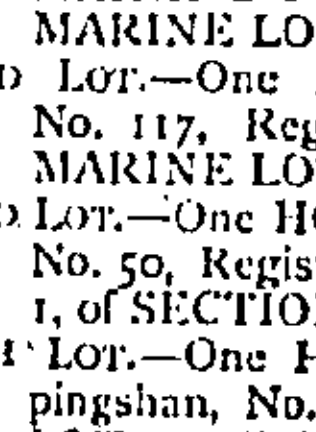 MARINE LO
D LOT.—One
No. 117, Reg
MARINE LO
D LOT.—One H
No. 50, Regis
1, of SECTIO
H LOT.—One H
pingshan, No.